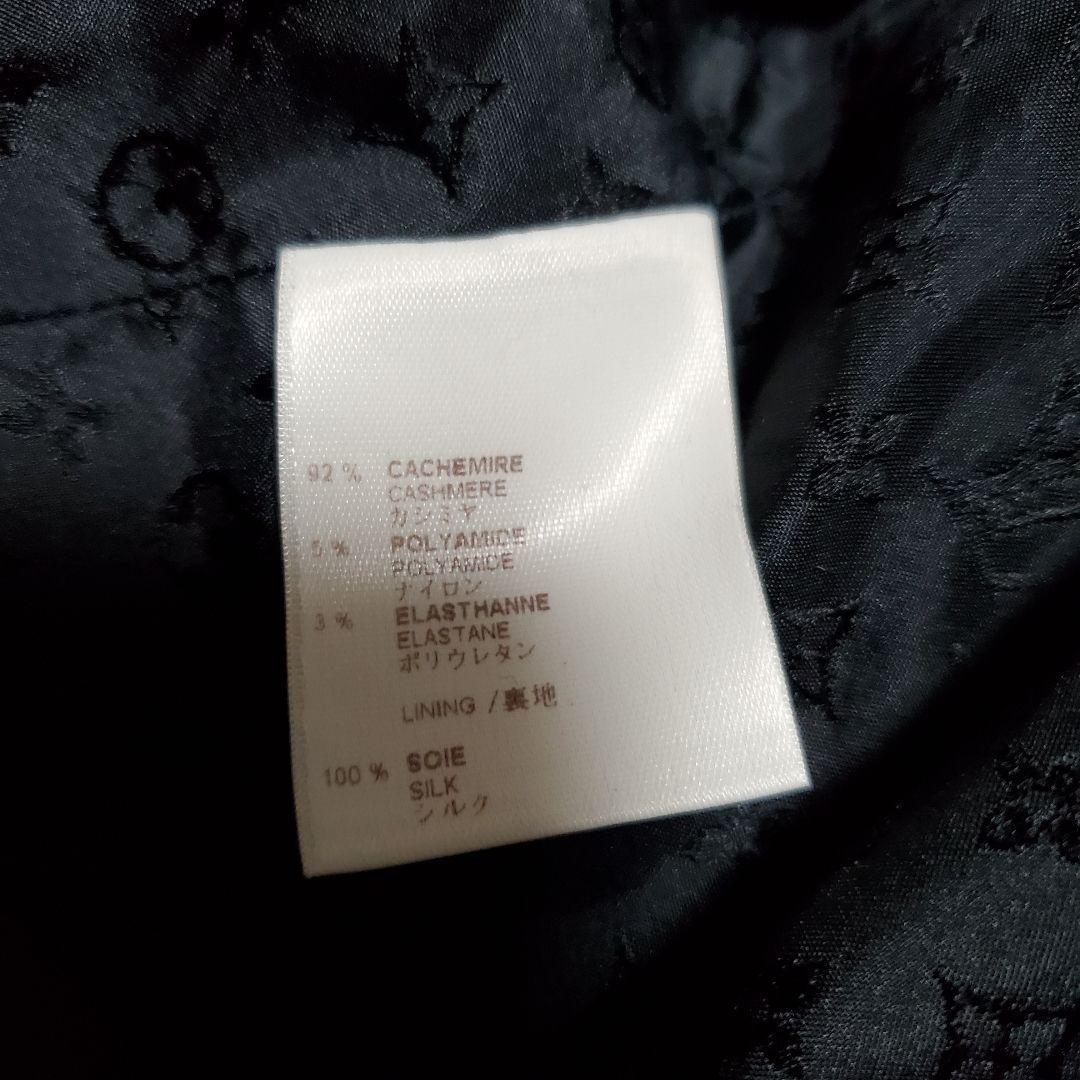 92 % CACHEMIRE
CASHMERE
カシミヤ
5 % POLYAMIDE
POLYAMIDE
ナイロン
3 % ELASTHANNE
ELASTANE
ポリウレタン
LINING / 裏地
100 % SOIE
SILK
シルク